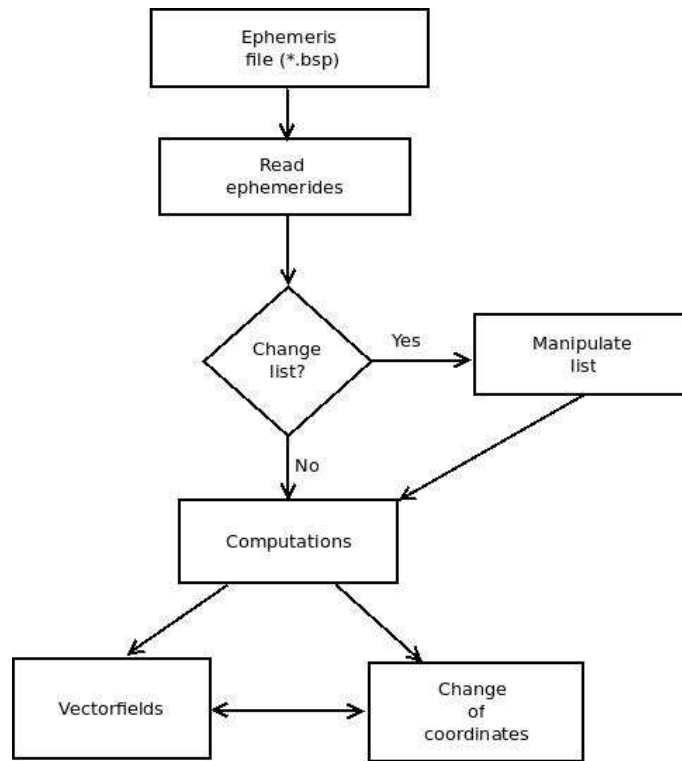 Ephemeris
file (*.bsp)
Read
ephemerides
Change
list?
Yes
Manipulate
list
No
Computations
Vectorfields
Change
of
coordinates